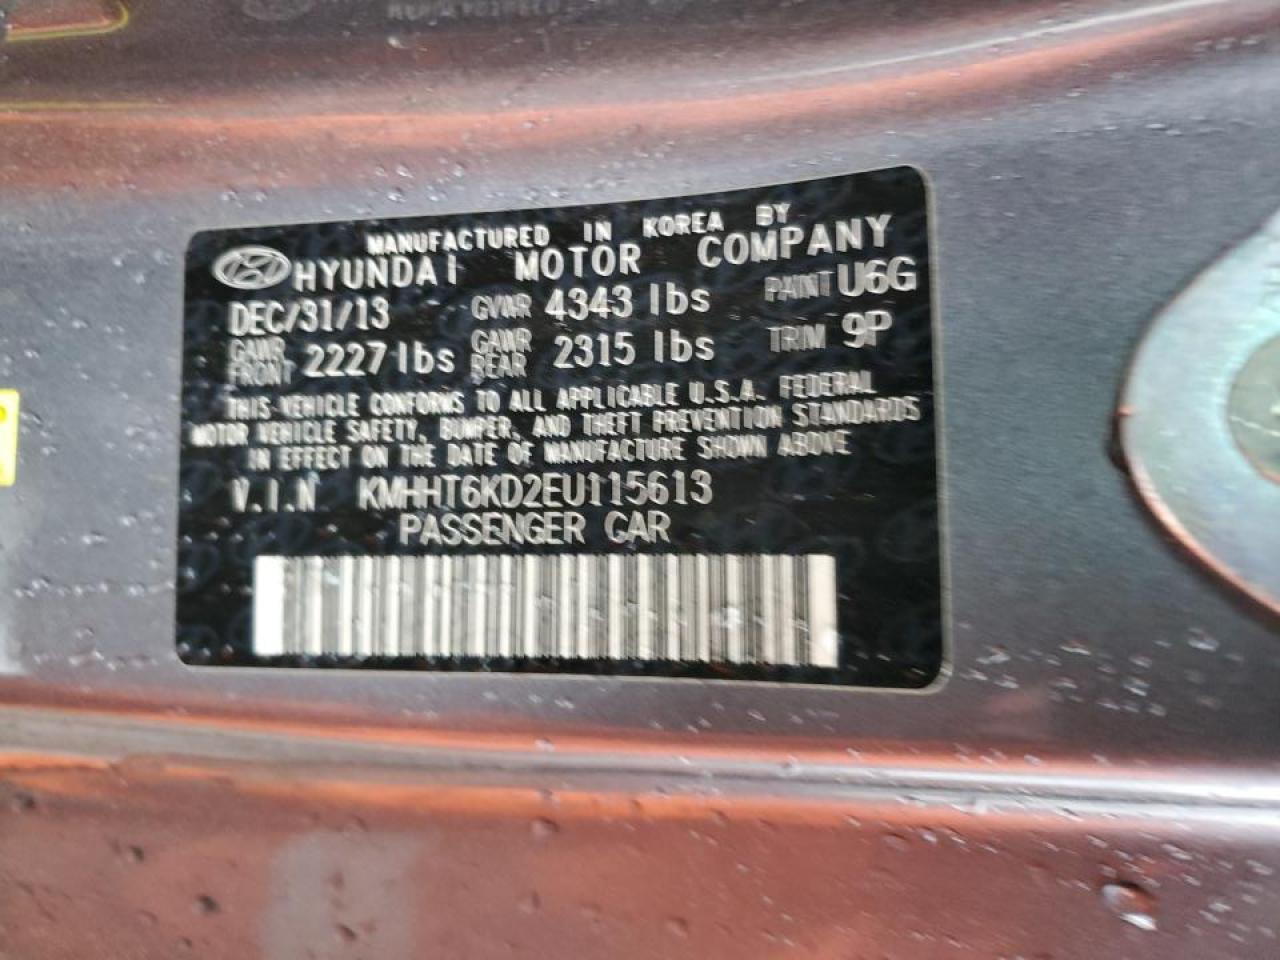 MANUFACTURED IN KOREA BY
HYUNDAI MOTOR COMPANY
DEC/31/13 GVWR 4343 lbs PAINT U6G
GAWR FRONT 2227 lbs GAWR REAR 2315 lbs TRIM 9P
THIS VEHICLE CONFORMS TO ALL APPLICABLE U.S.A. FEDERAL
MOTOR VEHICLE SAFETY, BUMPER, AND THEFT PREVENTION STANDARDS
IN EFFECT ON THE DATE OF MANUFACTURE SHOWN ABOVE
V.I.N KMHHT6KD2EU115613
PASSENGER CAR